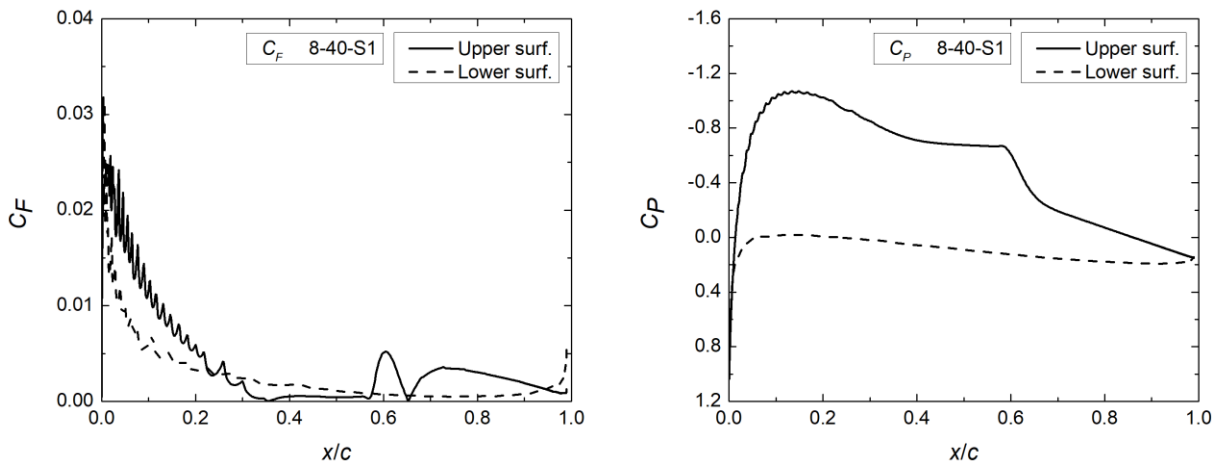 0.04
0.03
0.02
0.01
0.00
C_F
C_F 8-40-S1
Upper surf.
Lower surf.
0.0 0.2 0.4 0.6 0.8 1.0
x/c
-1.6
-1.2
-0.8
-0.4
0.0
0.4
0.8
1.2
C_P
C_P 8-40-S1
Upper surf.
Lower surf.
0.0 0.2 0.4 0.6 0.8 1.0
x/c